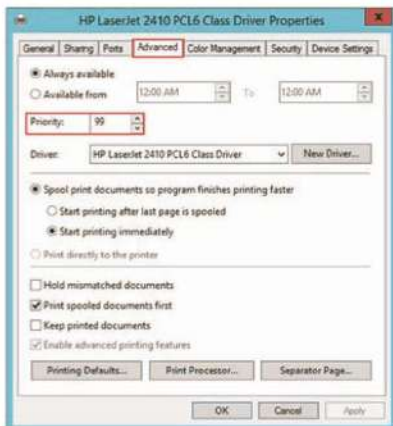 HP LaserJet 2410 PCL6 Class Driver Properties
General Sharing Ports Advanced Color Management Security Device Settings
Always available
Available from 12:00 AM To 12:00 AM
Priority: 99
Driver: HP LaserJet 2410 PCL6 Class Driver New Driver...
Spool print documents so program finishes printing faster
Start printing after last page is spooled
Start printing immediately
Print directly to the printer
Hold mismatched documents
Print spooled documents first
Keep printed documents
Enable advanced printing features
Printing Defaults... Print Processor... Separator Page...
OK Cancel Apply